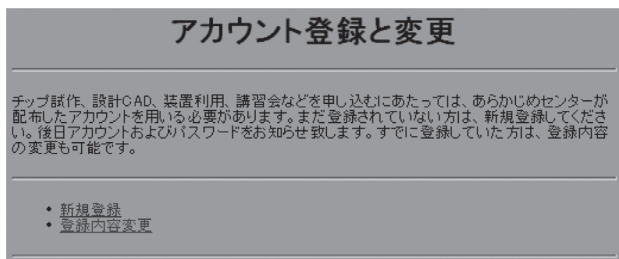 アカウント登録と変更
チップ試作、設計CAD、装置利用、講習会などを申し込むにあたっては、あらかじめセンターが
配布したアカウントを用いる必要があります。まだ登録されていない方は、新規登録してくださ
い。後日アカウントおよびパスワードをお知らせ致します。すでに登録していた方は、登録内容
の変更も可能です。
• 新規登録
• 登録内容変更